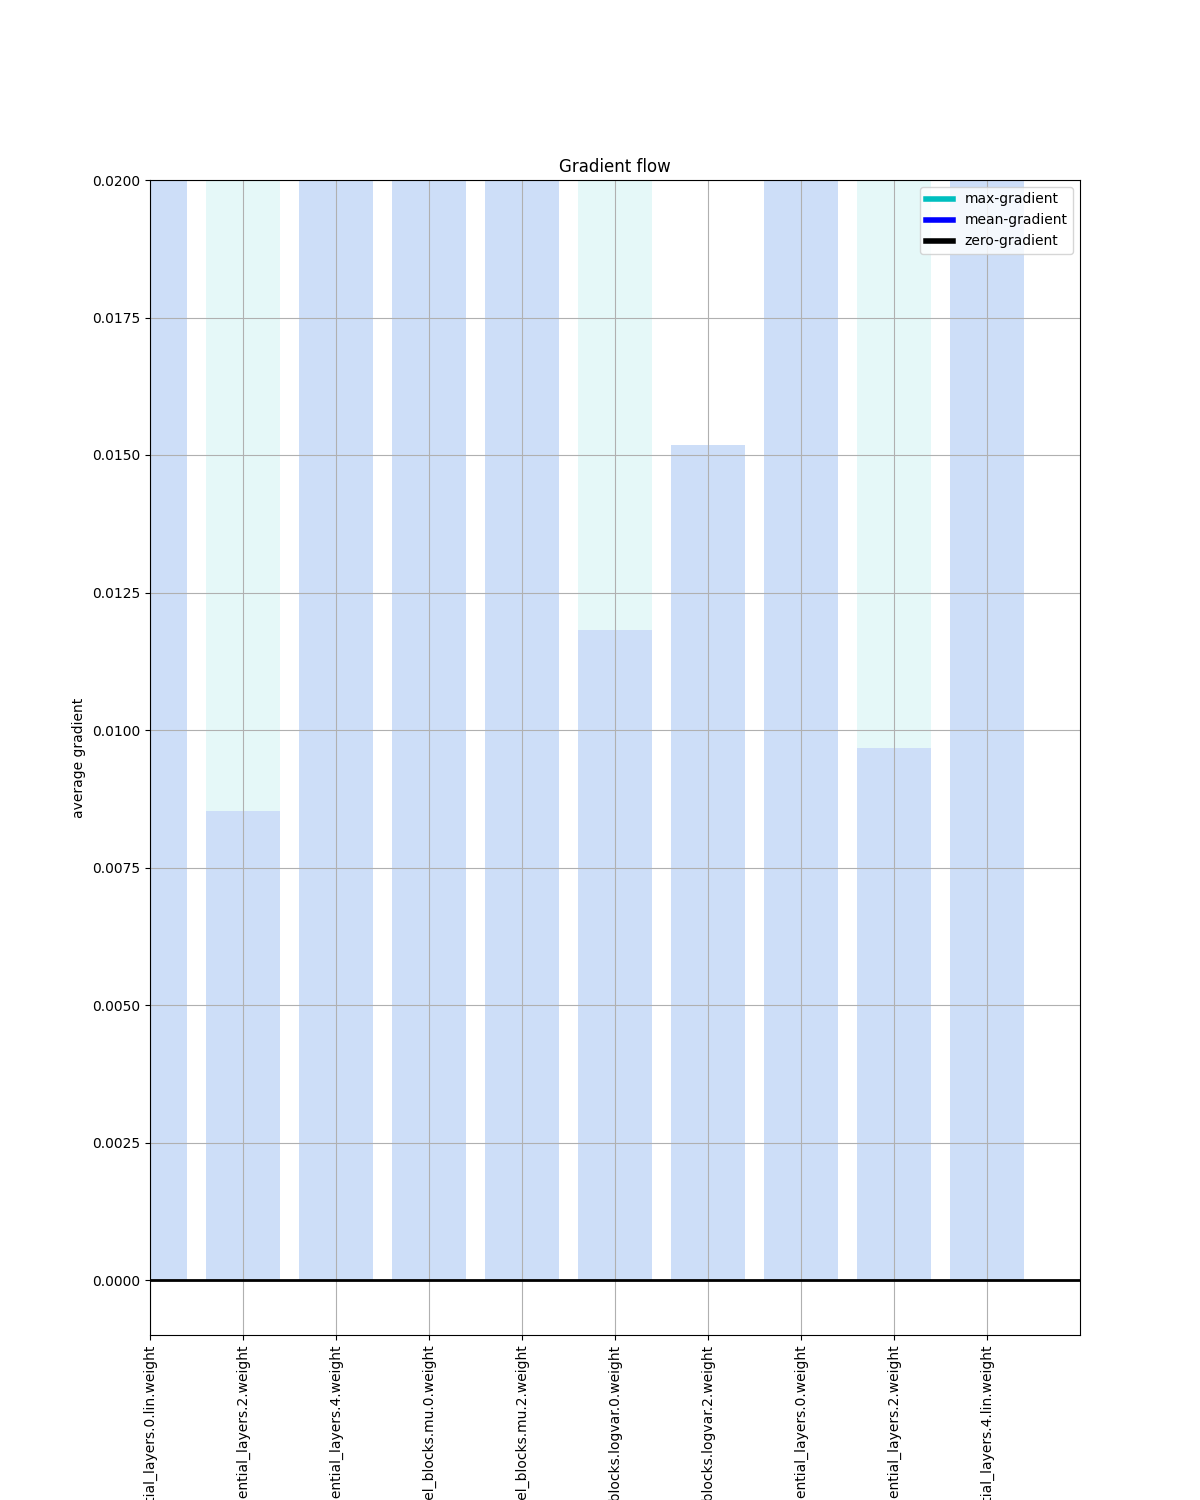 Gradient flow
max-gradient
mean-gradient
zero-gradient
0.0200
0.0175
0.0150
0.0125
0.0100
0.0075
0.0050
0.0025
0.0000
average gradient
tial_layers.0.lin.weight
ential_layers.2.weight
ential_layers.4.weight
el_blocks.mu.0.weight
el_blocks.mu.2.weight
blocks.logvar.0.weight
blocks.logvar.2.weight
ential_layers.0.weight
ential_layers.2.weight
tial_layers.4.lin.weight